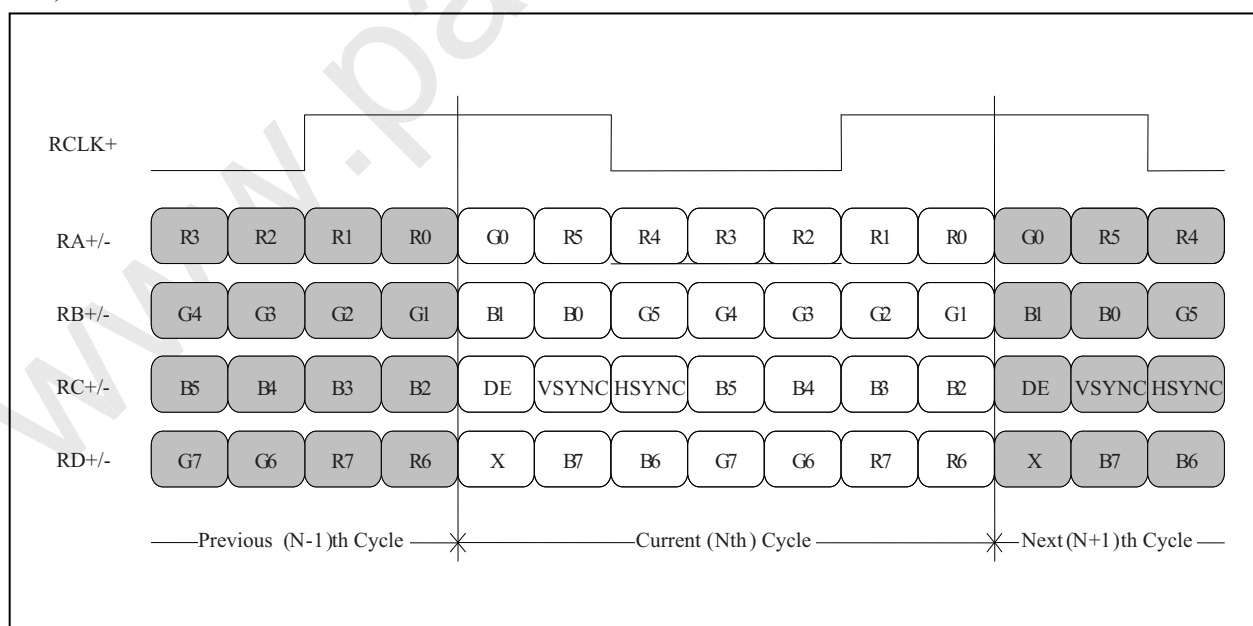 www.pa
RCLK+
RA+/- R3 R2 R1 R0 G0 R5 R4 R3 R2 R1 R0 G0 R5 R4
RB+/- G4 G3 G2 G1 B1 B0 G5 G4 G3 G2 G1 B1 B0 G5
RC+/- B5 B4 B3 B2 DE VSYNC HSYNC B5 B4 B3 B2 DE VSYNC HSYNC
RD+/- G7 G6 R7 R6 X B7 B6 G7 G6 R7 R6 X B7 B6
Previous (N-1)th Cycle Current (Nth) Cycle Next (N+1)th Cycle